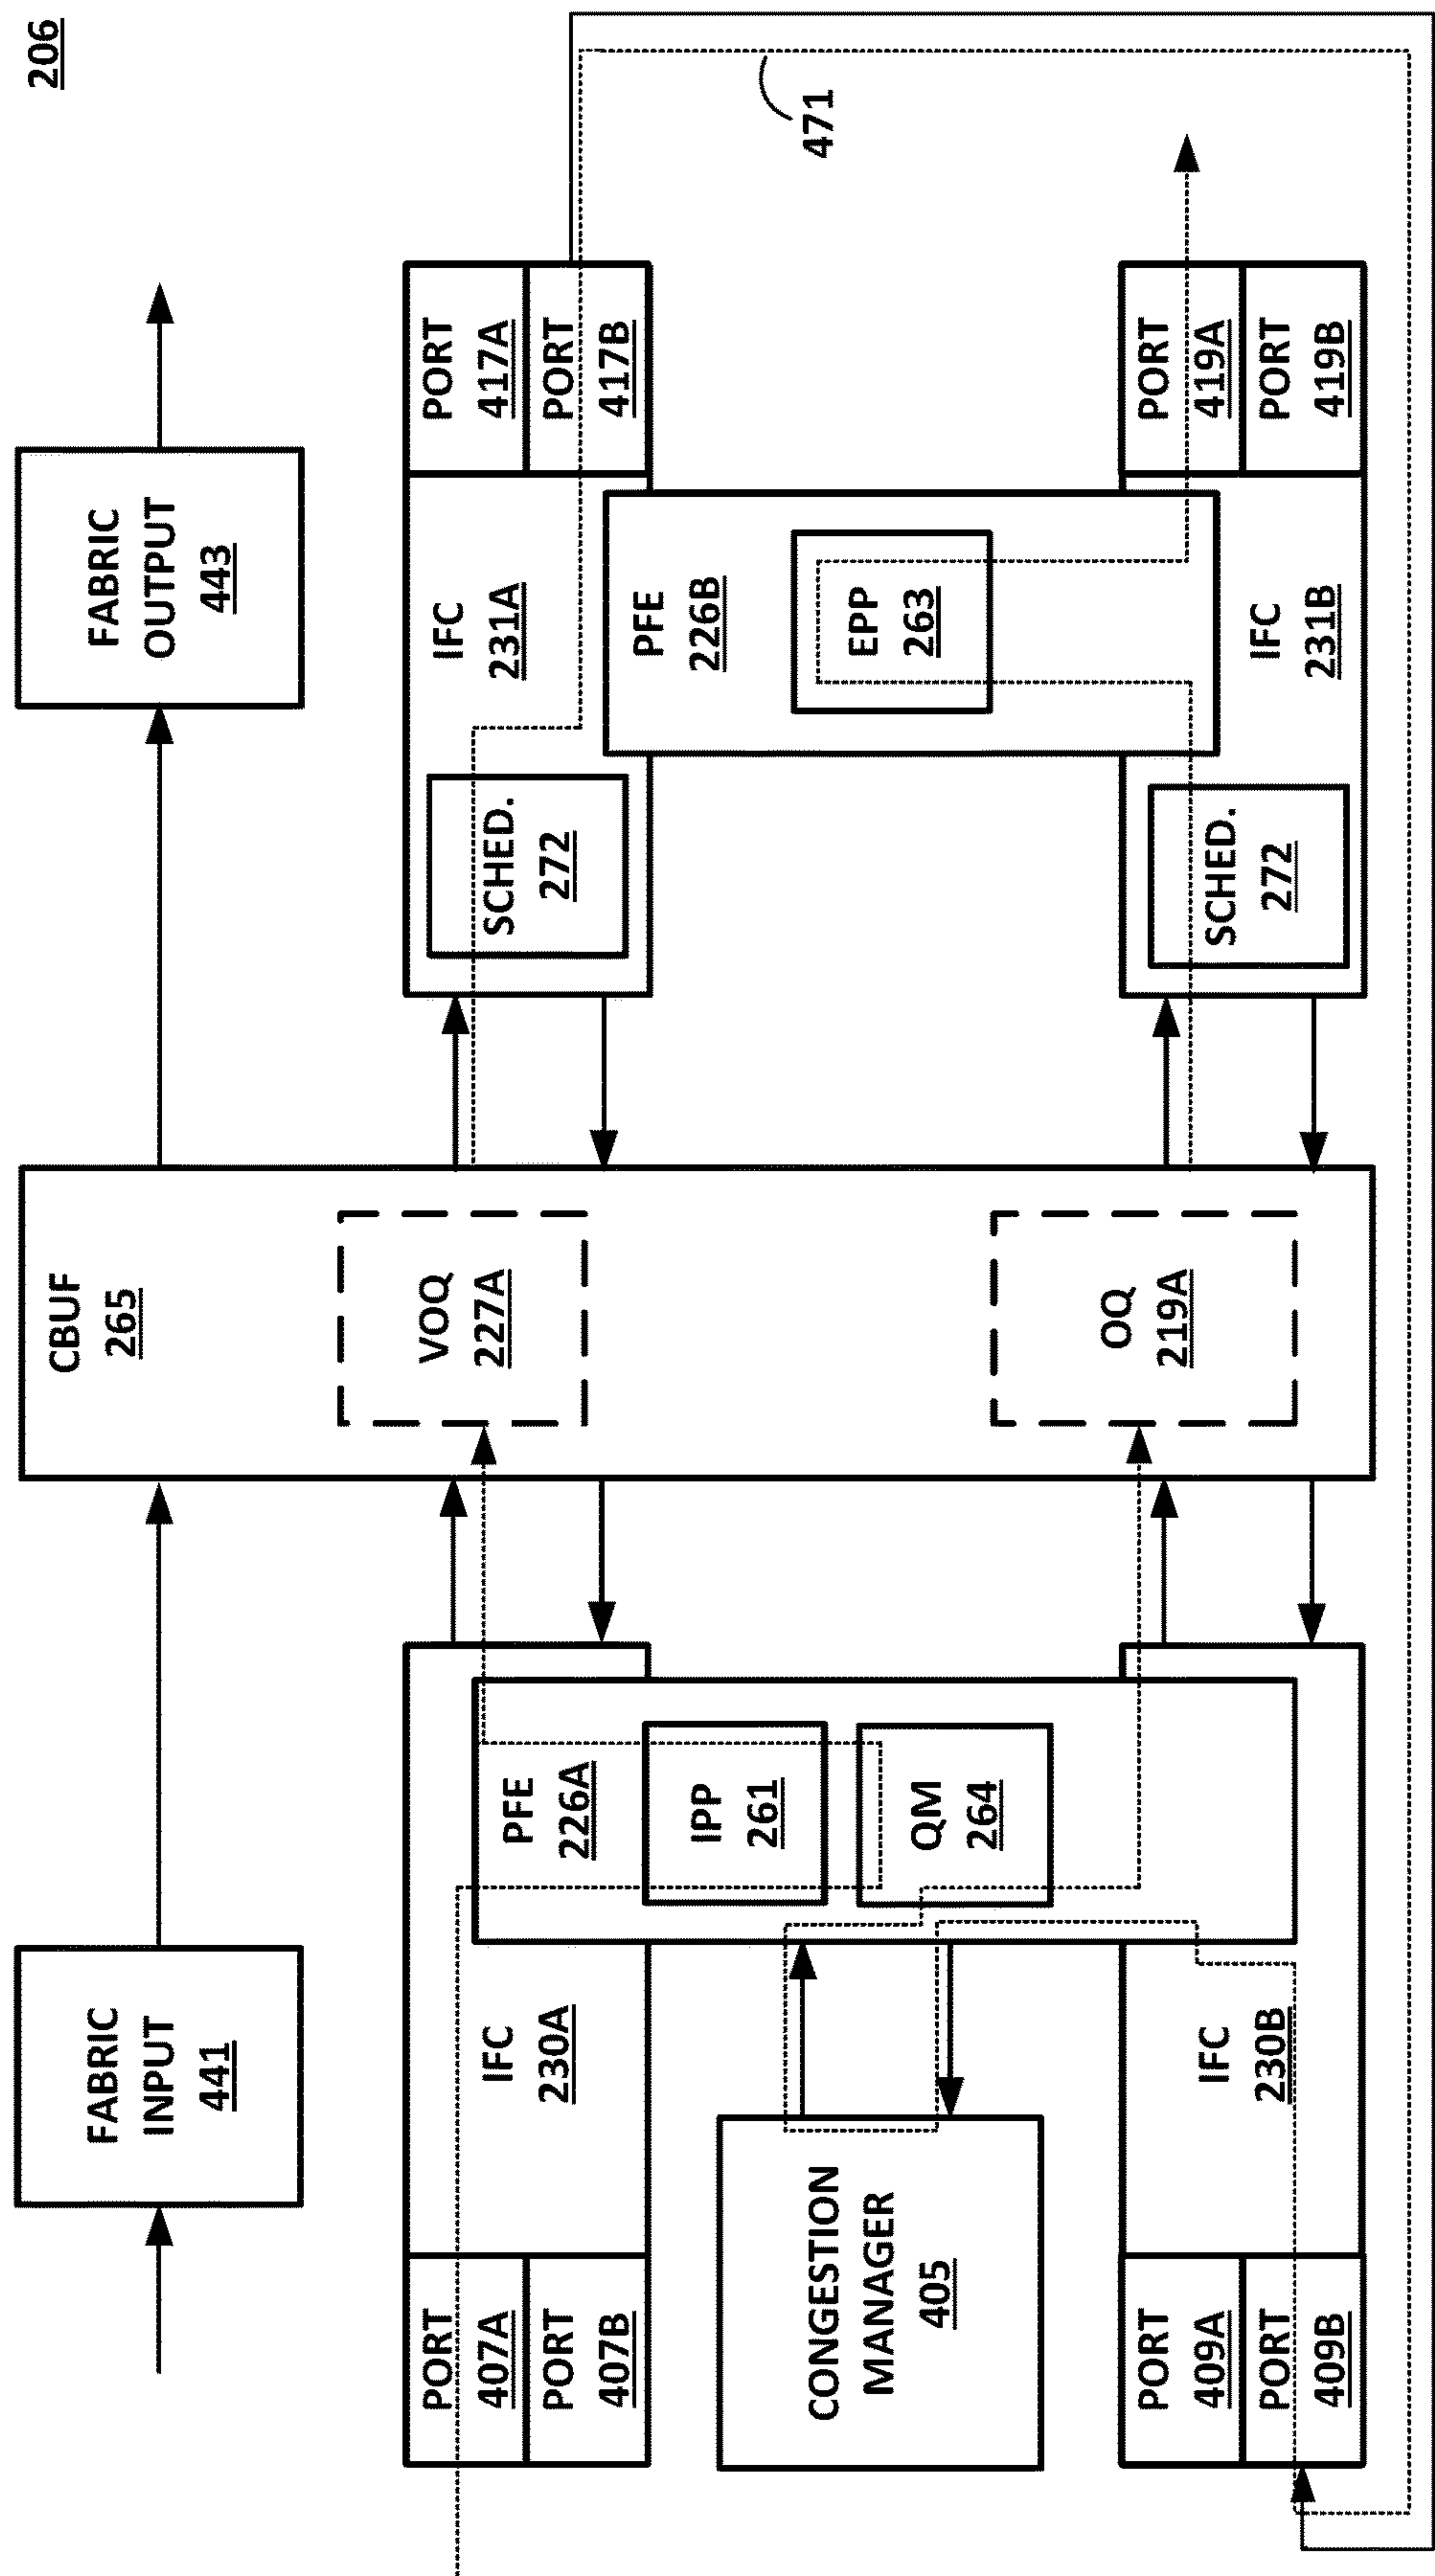 206
FABRIC
INPUT
441
FABRIC
OUTPUT
443
CBUF
265
VOQ
227A
OQ
219A
PORT
407A
PORT
407B
IFC
230A
PFE
226A
IPP
261
QM
264
CONGESTION
MANAGER
405
PORT
409A
PORT
409B
IFC
230B
SCHED.
272
IFC
231A
PORT
417A
PORT
417B
PFE
226B
EPP
263
471
SCHED.
272
IFC
231B
PORT
419A
PORT
419B